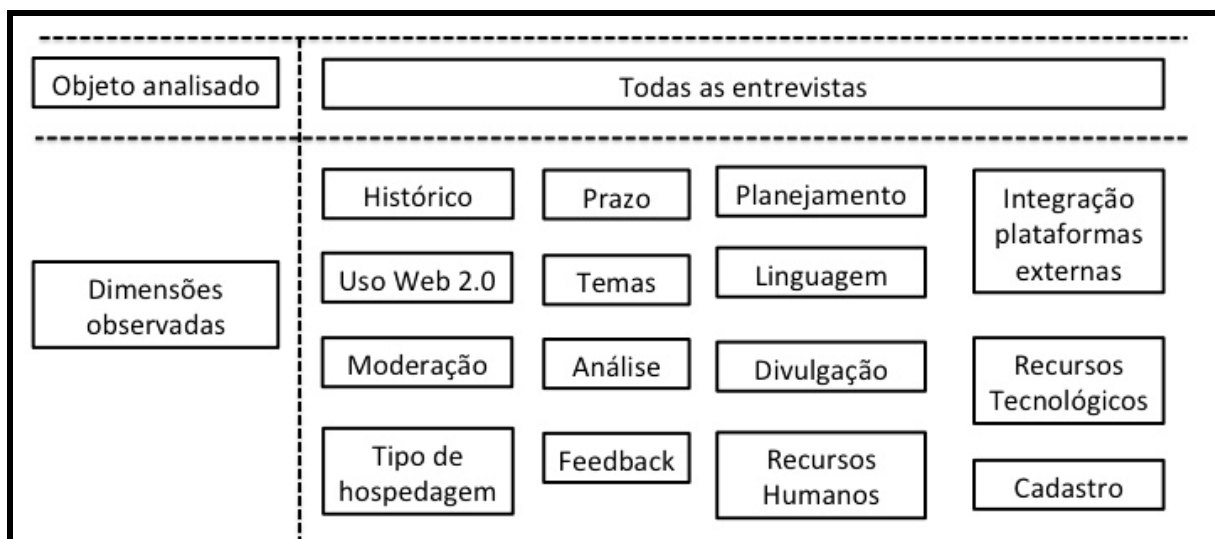 Objeto analisado
Todas as entrevistas
Dimensões
observadas
Histórico
Prazo
Planejamento
Integração
plataformas
externas
Uso Web 2.0
Temas
Linguagem
Moderação
Análise
Divulgação
Recursos
Tecnológicos
Tipo de
hospedagem
Feedback
Recursos
Humanos
Cadastro